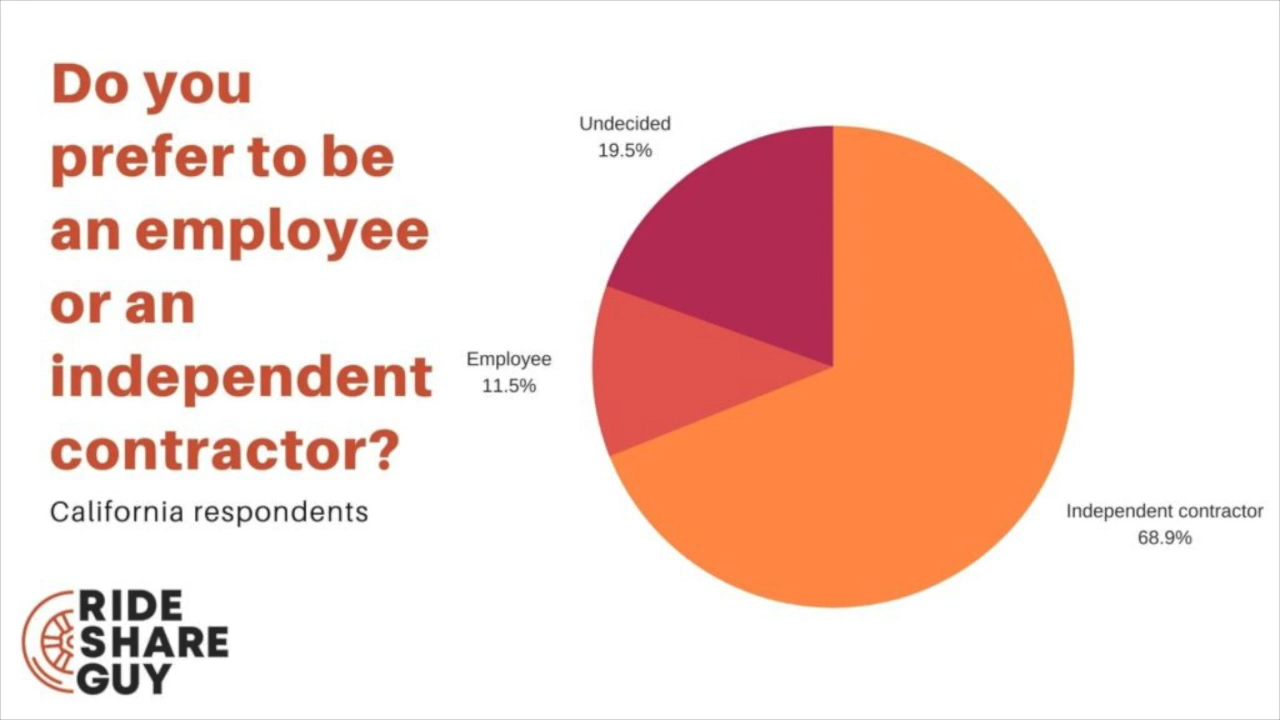 Do you
prefer to be
an employee
or an
independent
contractor?
California respondents
RIDE
SHARE
GUY
Undecided
19.5%
Employee
11.5%
Independent contractor
68.9%